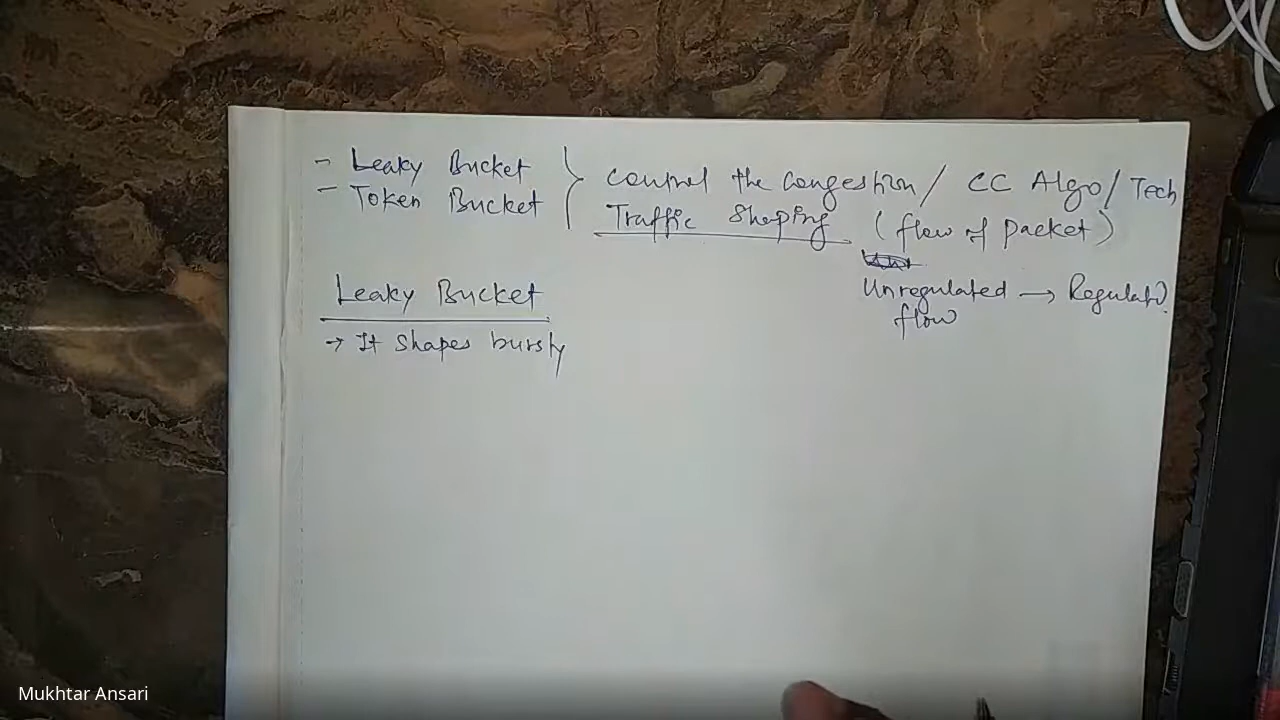 - Leaky Bucket
- Token Bucket
Control the Congestion / CC Algo / Tech
Traffic Shaping (flow of packet)
Unregulated → Regulat
flow
Leaky Bucket
→ It shapes bursty
Mukhtar Ansari